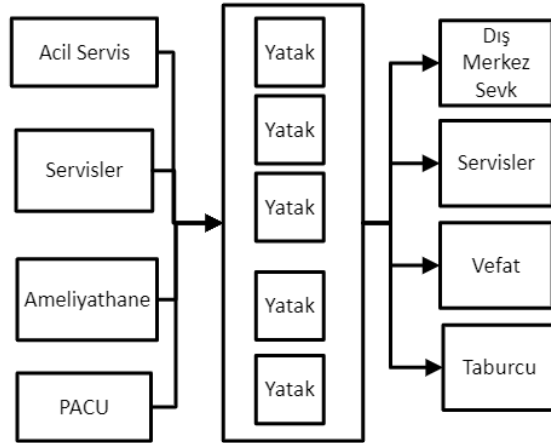 Acil Servis
Servisler
Ameliyathane
PACU
Yatak
Yatak
Yatak
Yatak
Yatak
Dış
Merkez
Sevk
Servisler
Vefat
Taburcu